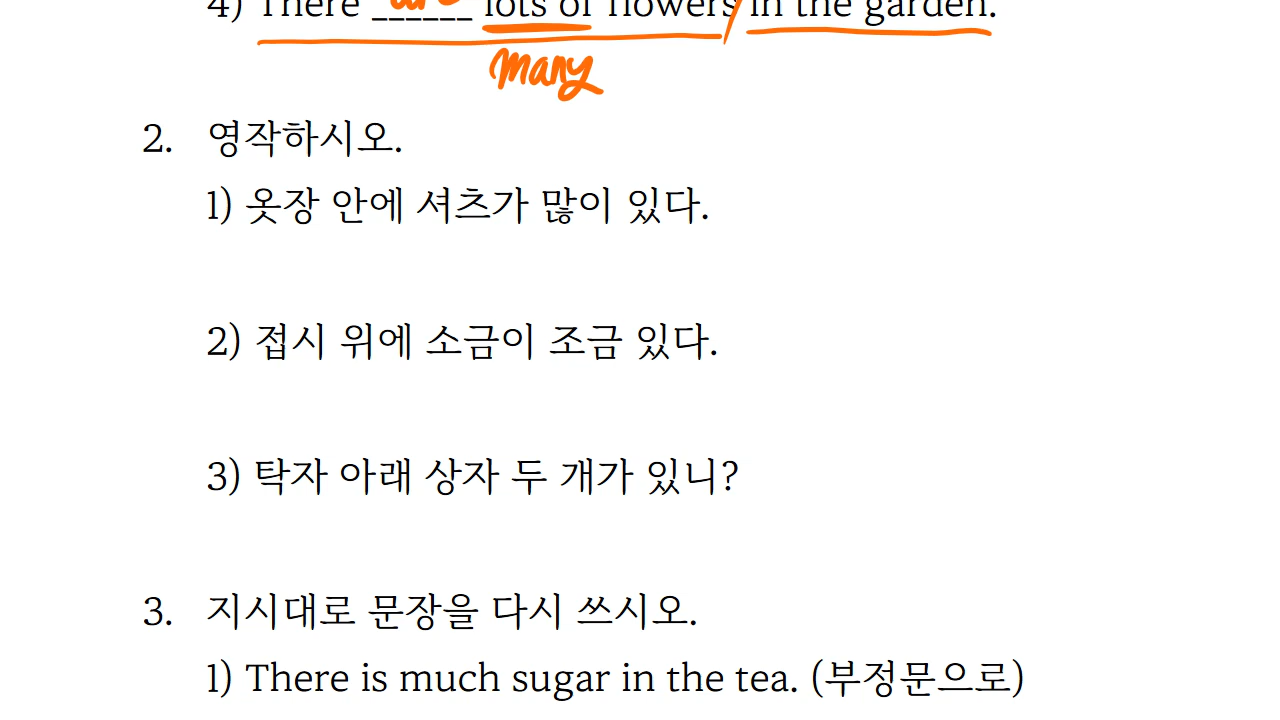 4) There are lots of flowers / in the garden.
many
2. 영작하시오.
1) 옷장 안에 셔츠가 많이 있다.
2) 접시 위에 소금이 조금 있다.
3) 탁자 아래 상자 두 개가 있니?
3. 지시대로 문장을 다시 쓰시오.
1) There is much sugar in the tea. (부정문으로)